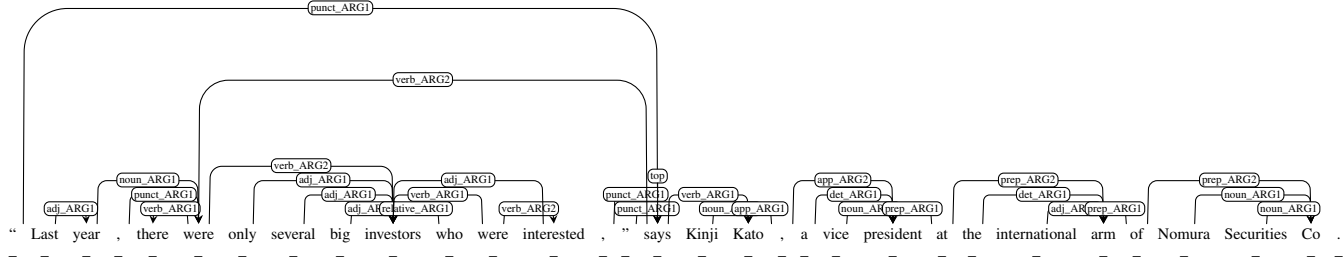 punct_ARG1
verb_ARG2
verb_ARG2 top
noun_ARG1 adj_ARG1 adj_ARG1 app_ARG2 prep_ARG2 prep_ARG2
punct_ARG1 adj_ARG1 verb_ARG1 punct_ARG1 verb_ARG1 det_ARG1 det_ARG1 noun_ARG1
adj_ARG1 verb_ARG1 relative_ARG1 verb_ARG2 punct_ARG1 app_ARG1 prep_ARG1 prep_ARG1 noun_ARG1
“ Last year , there were only several big investors who were interested , ” says Kinji Kato , a vice president at the international arm of Nomura Securities Co .
_ _ _ _ _ _ _ _ _ _ _ _ _ _ _ _ _ _ _ _ _ _ _ _ _ _ _ _ _ _ _ _